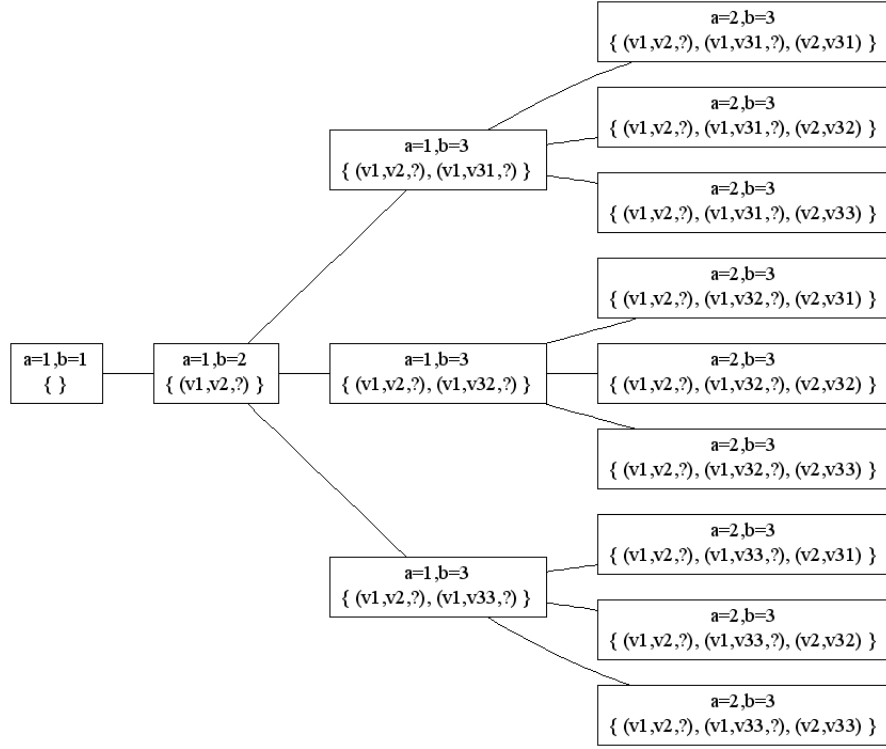 a=1,b=1
{ }
a=1,b=2
{ (v1,v2,?) }
a=1,b=3
{ (v1,v2,?), (v1,v31,?) }
a=1,b=3
{ (v1,v2,?), (v1,v32,?) }
a=1,b=3
{ (v1,v2,?), (v1,v33,?) }
a=2,b=3
{ (v1,v2,?), (v1,v31,?), (v2,v31) }
a=2,b=3
{ (v1,v2,?), (v1,v31,?), (v2,v32) }
a=2,b=3
{ (v1,v2,?), (v1,v31,?), (v2,v33) }
a=2,b=3
{ (v1,v2,?), (v1,v32,?), (v2,v31) }
a=2,b=3
{ (v1,v2,?), (v1,v32,?), (v2,v32) }
a=2,b=3
{ (v1,v2,?), (v1,v32,?), (v2,v33) }
a=2,b=3
{ (v1,v2,?), (v1,v33,?), (v2,v31) }
a=2,b=3
{ (v1,v2,?), (v1,v33,?), (v2,v32) }
a=2,b=3
{ (v1,v2,?), (v1,v33,?), (v2,v33) }